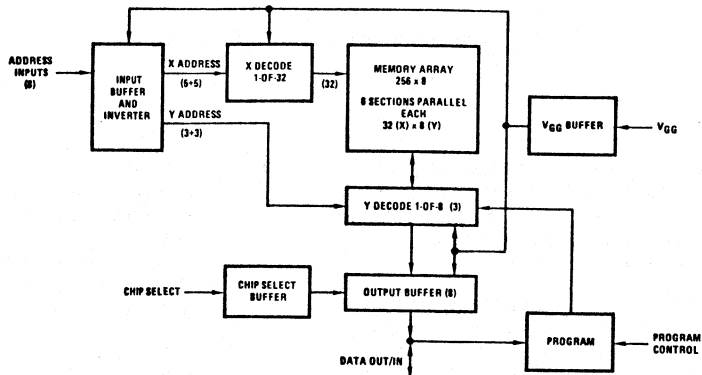 ADDRESS
INPUTS
(8)
INPUT
BUFFER
AND
INVERTER
X ADDRESS
(5+5)
Y ADDRESS
(3+3)
X DECODE
1-OF-32
(32)
MEMORY ARRAY
256 x 8
8 SECTIONS PARALLEL
EACH
32 (X) x 8 (Y)
VGG BUFFER
VGG
Y DECODE 1-OF-8 (3)
CHIP SELECT
CHIP SELECT
BUFFER
OUTPUT BUFFER (8)
DATA OUT/IN
PROGRAM
PROGRAM
CONTROL